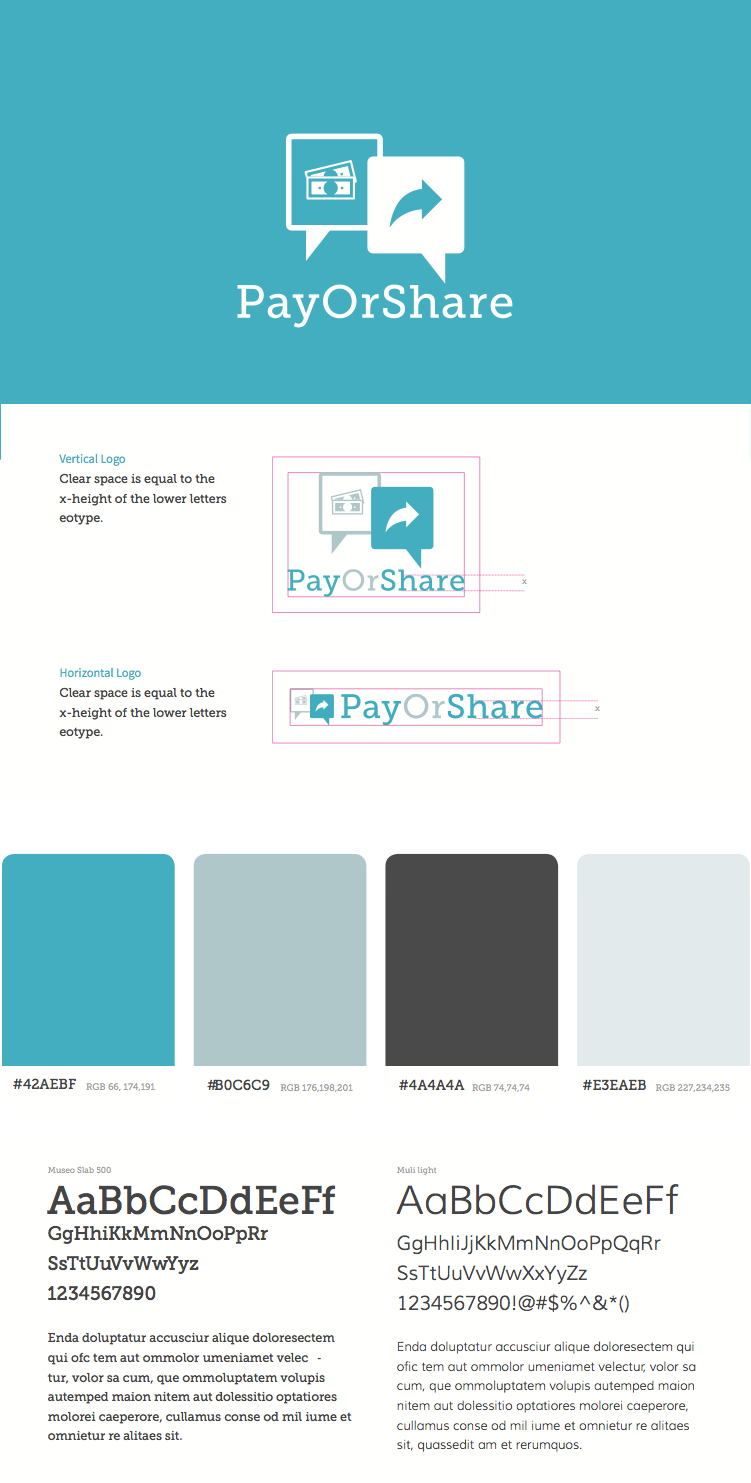 PayOrShare
Vertical Logo
Clear space is equal to the
x-height of the lower letters
eotype.
PayOrShare
x
Horizontal Logo
Clear space is equal to the
x-height of the lower letters
eotype.
PayOrShare
x
#42AEBF RGB 66, 174,191
#B0C6C9 RGB 176,198,201
#4A4A4A RGB 74,74,74
#E3EAEB RGB 227,234,235
Museo Slab 500
AaBbCcDdEeFf
GgHhiKkMmNnOoPpRr
SsTtUuVvWwYyz
1234567890
Enda doluptatur accusciur alique doloresectem
qui ofc tem aut ommolor umeniamet velec -
tur, volor sa cum, que ommoluptatem volupis
autemped maion nitem aut dolessitio optatiores
molorei caeperore, cullamus conse od mil iume et
omnietur re alitaes sit.
Muli light
AaBbCcDdEeFf
GgHhIiJjKkMmNnOoPpQqRr
SsTtUuVvWwXxYyZz
1234567890!@#$%^&*()
Enda doluptatur accusciur alique doloresectem qui
ofic tem aut ommolor umeniamet velectur, volor sa
cum, que ommoluptatem volupis autemped maion
nitem aut dolessitio optatiores molorei caeperore,
cullamus conse od mil iume et omnietur re alitaes
sit, quassedit am et rerumquos.